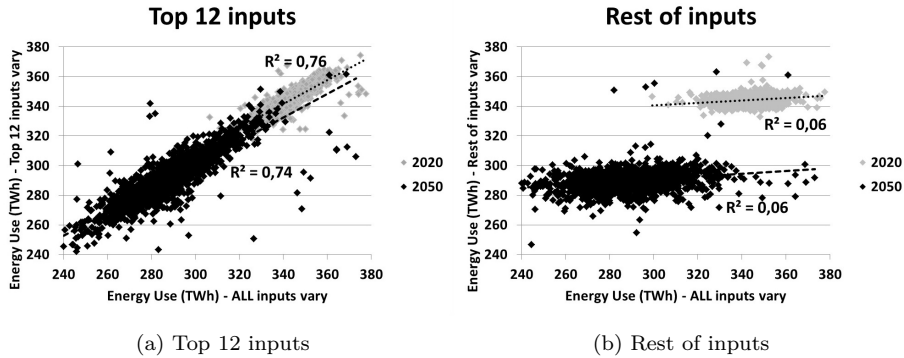 Top 12 inputs
Energy Use (TWh) - Top 12 inputs vary
380
360
340
320
300
280
260
240
R² = 0,76
R² = 0,74
2020
2050
240 260 280 300 320 340 360 380
Energy Use (TWh) - ALL inputs vary
(a) Top 12 inputs
Rest of inputs
Energy Use (TWh) - Rest of inputs vary
380
360
340
320
300
280
260
240
R² = 0,06
R² = 0,06
2020
2050
240 260 280 300 320 340 360 380
Energy Use (TWh) - ALL inputs vary
(b) Rest of inputs